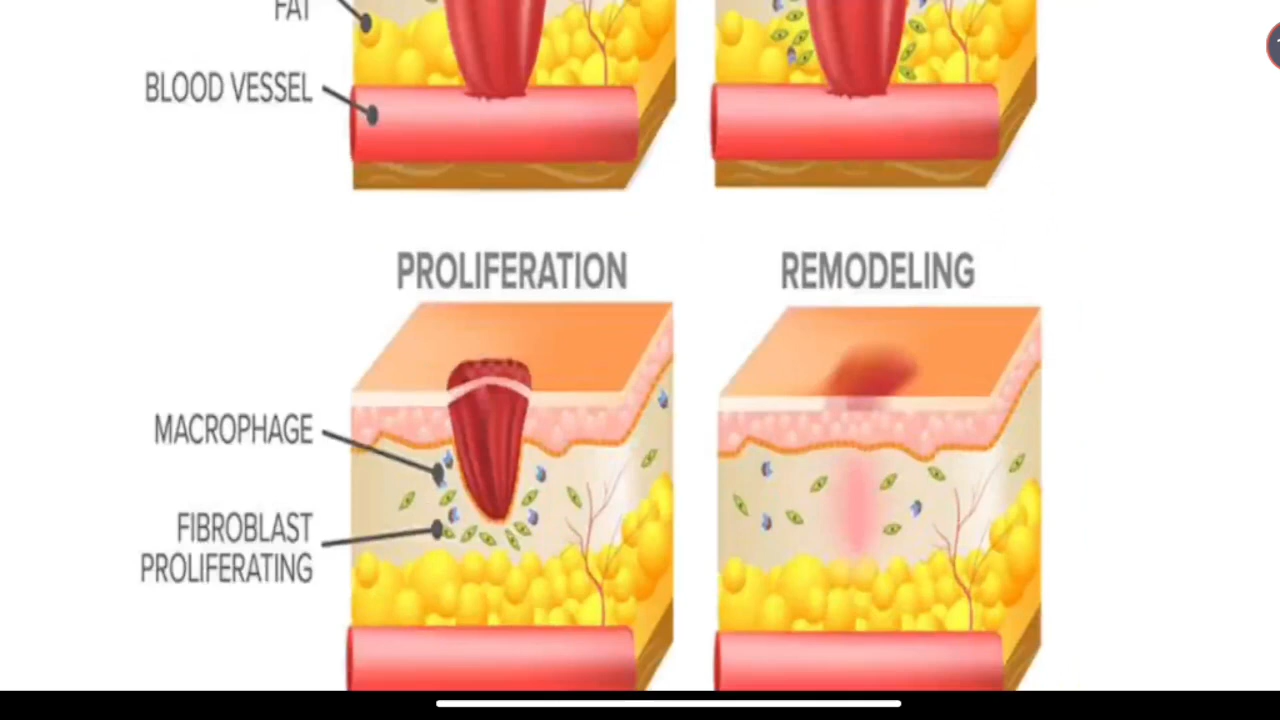 FAT
BLOOD VESSEL
PROLIFERATION
REMODELING
MACROPHAGE
FIBROBLAST
PROLIFERATING